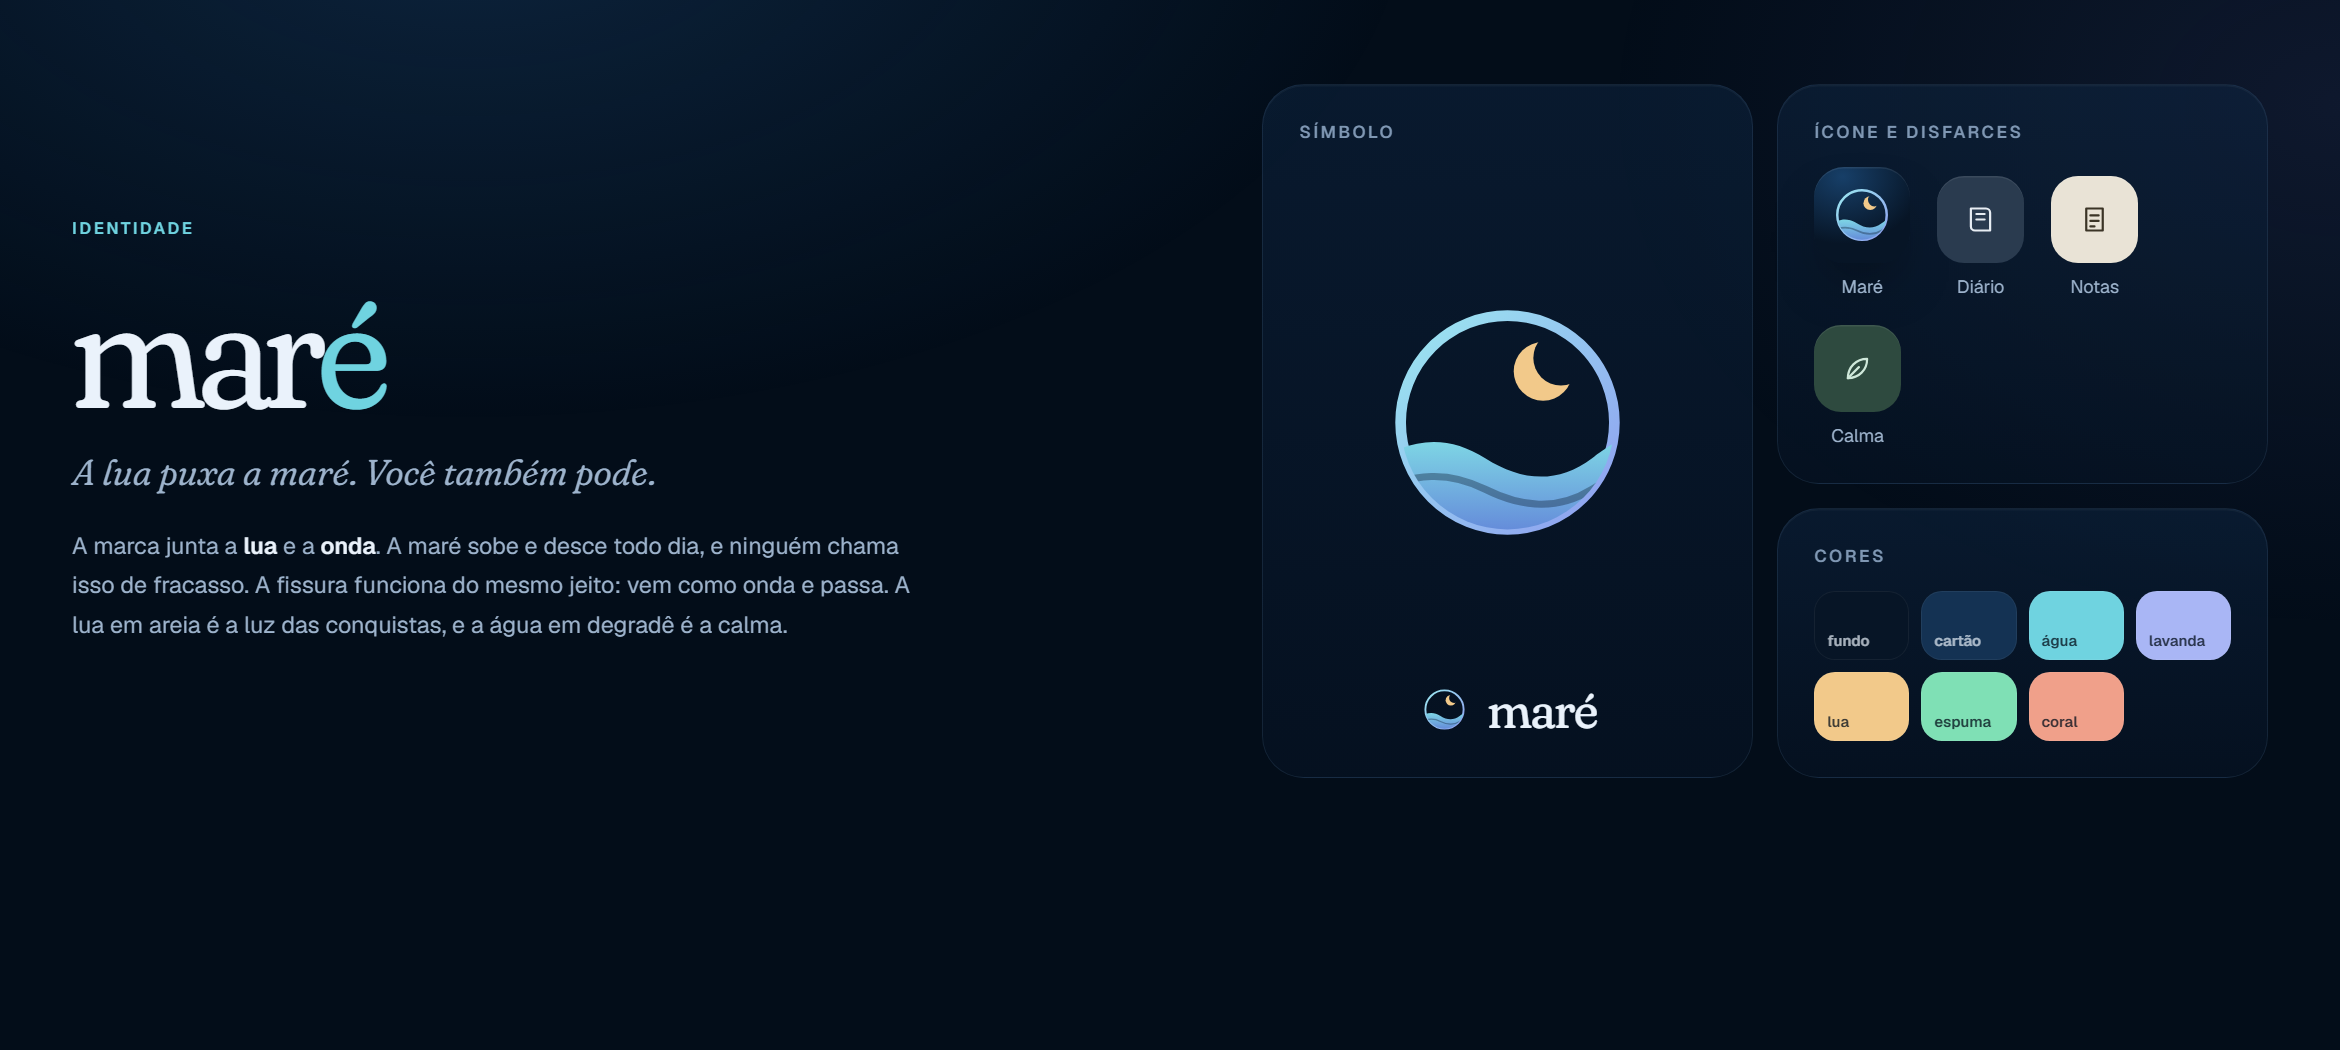 IDENTIDADE
maré
A lua puxa a maré. Você também pode.
A marca junta a lua e a onda. A maré sobe e desce todo dia, e ninguém chama
isso de fracasso. A fissura funciona do mesmo jeito: vem como onda e passa. A
lua em areia é a luz das conquistas, e a água em degradê é a calma.
SÍMBOLO
maré
ÍCONE E DISFARCES
Maré
Diário
Notas
Calma
CORES
fundo
cartão
água
lavanda
lua
espuma
coral